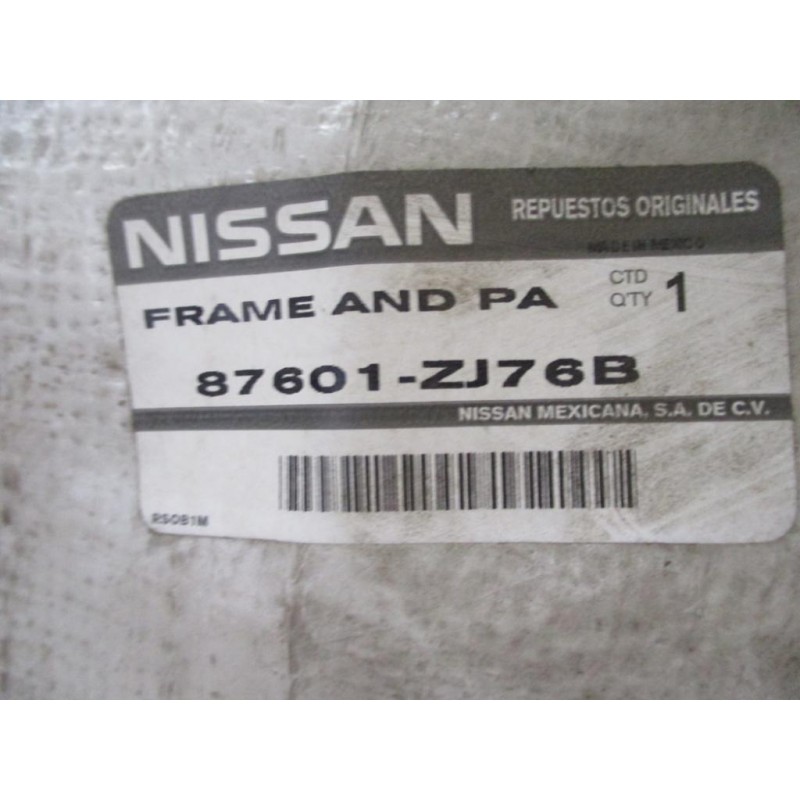 NISSAN REPUESTOS ORIGINALES
MADE IN MEXICO
FRAME AND PA CTD
Q'TY 1
87601-ZJ76B
NISSAN MEXICANA, S.A. DE C.V.
RSOB1M